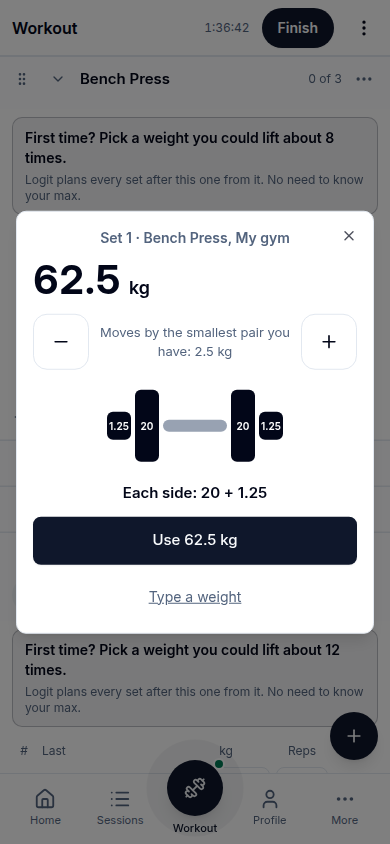 Workout
1:36:42
Finish
Bench Press
0 of 3
First time? Pick a weight you could lift about 8
times.
Logit plans every set after this one from it. No need to know
your max.
Set 1 · Bench Press, My gym
62.5 kg
Moves by the smallest pair you
have: 2.5 kg
1.25
20
20
1.25
Each side: 20 + 1.25
Use 62.5 kg
Type a weight
First time? Pick a weight you could lift about 12
times.
Logit plans every set after this one from it. No need to know
your max.
# Last kg Reps
Home
Sessions
Workout
Profile
More